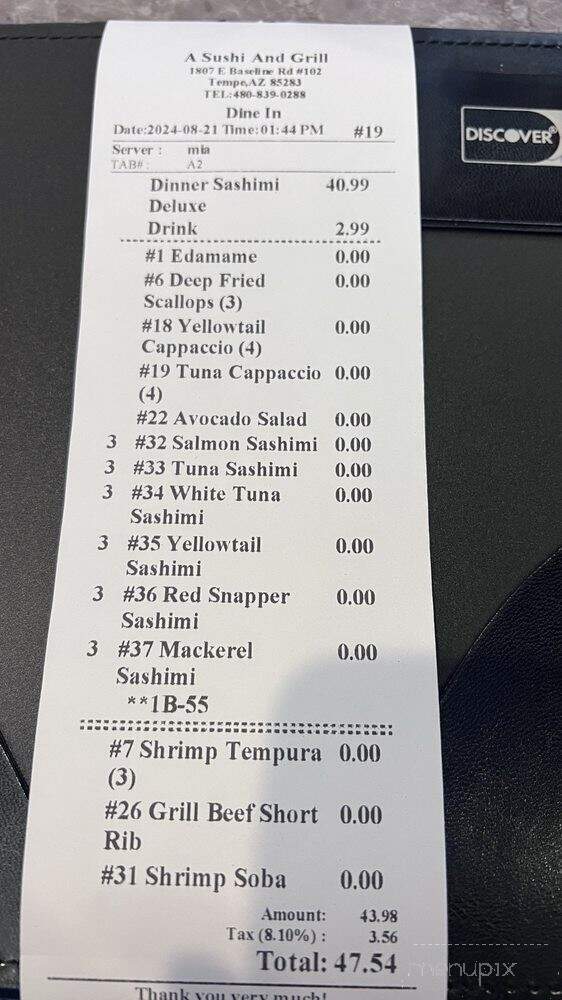 A Sushi And Grill
1807 E Baseline Rd #102
Tempe,AZ 85283
TEL:480-839-0288
Dine In
Date:2024-08-21 Time:01:44 PM #19
DISCOVER
Server : mia
TAB# : A2
Dinner Sashimi 40.99
Deluxe
Drink 2.99
#1 Edamame 0.00
#6 Deep Fried 0.00
Scallops (3)
#18 Yellowtail 0.00
Cappaccio (4)
#19 Tuna Cappaccio 0.00
(4)
#22 Avocado Salad 0.00
3 #32 Salmon Sashimi 0.00
3 #33 Tuna Sashimi 0.00
3 #34 White Tuna 0.00
Sashimi
3 #35 Yellowtail 0.00
Sashimi
3 #36 Red Snapper 0.00
Sashimi
3 #37 Mackerel 0.00
Sashimi
**1B-55
#7 Shrimp Tempura 0.00
(3)
#26 Grill Beef Short 0.00
Rib
#31 Shrimp Soba 0.00
Amount: 43.98
Tax (8.10%) : 3.56
Total: 47.54
menupix
Thank you very much!